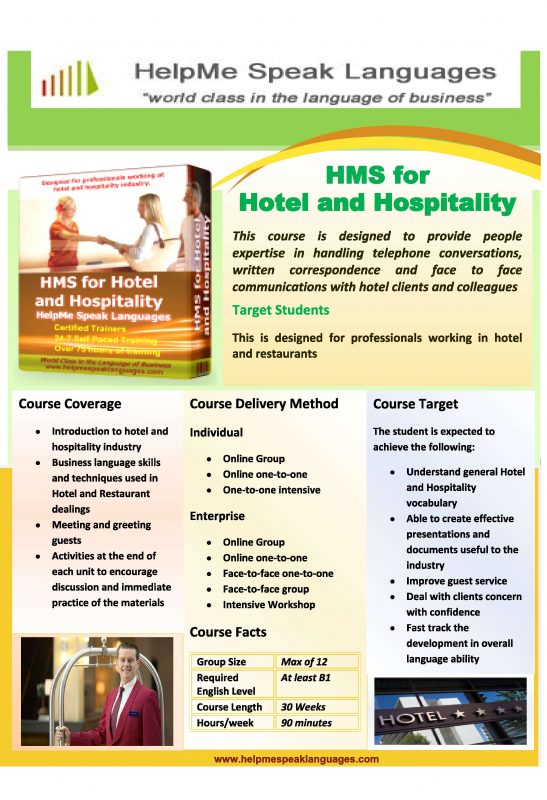 HelpMe Speak Languages
"world class in the language of business"
Designed for professionals working at
hotel and hospitality industry.
HMS for Hotel
and Hospitality
HelpMe Speak Languages
Certified Trainers
24-7 Self Paced Training
Over 75 hours of training
World Class in the Language of Business
www.helpmespeaklanguages.com
HMS for Hotel
and Hospitality
HMS for
Hotel and Hospitality
This course is designed to provide people
expertise in handling telephone conversations,
written correspondence and face to face
communications with hotel clients and colleagues
Target Students
This is designed for professionals working in hotel
and restaurants
Course Coverage
• Introduction to hotel and
hospitality industry
• Business language skills
and techniques used in
Hotel and Restaurant
dealings
• Meeting and greeting
guests
• Activities at the end of
each unit to encourage
discussion and immediate
practice of the materials
Course Delivery Method
Individual
• Online Group
• Online one-to-one
• One-to-one intensive
Enterprise
• Online Group
• Online one-to-one
• Face-to-face one-to-one
• Face-to-face group
• Intensive Workshop
Course Facts
Group Size Max of 12
Required At least B1
English Level
Course Length 30 Weeks
Hours/week 90 minutes
Course Target
The student is expected to
achieve the following:
• Understand general Hotel
and Hospitality
vocabulary
• Able to create effective
presentations and
documents useful to the
industry
• Improve guest service
• Deal with clients concern
with confidence
• Fast track the
development in overall
language ability
HOTEL ★ ★ ★ ★
www.helpmespeaklanguages.com